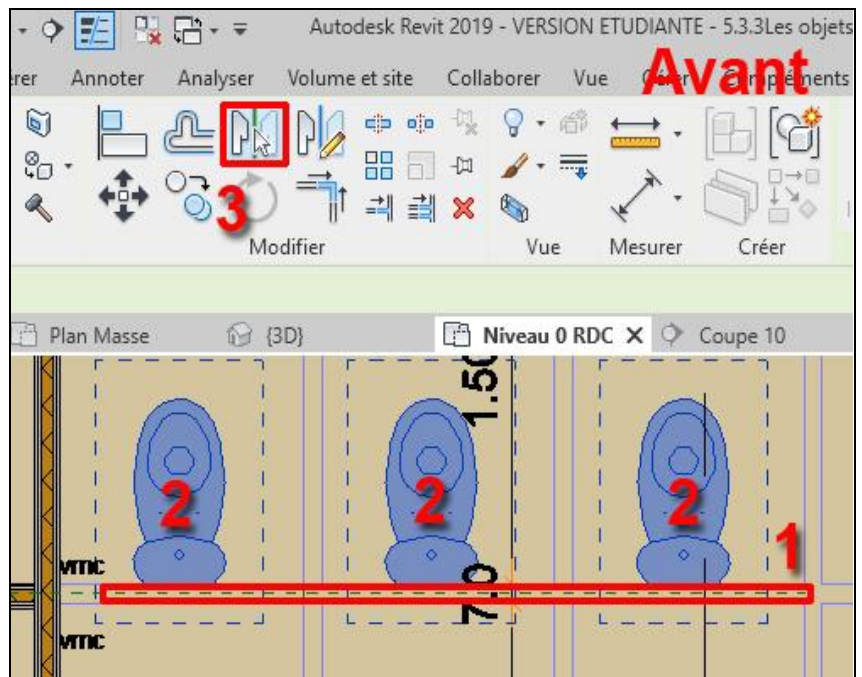 Autodesk Revit 2019 - VERSION ETUDIANTE - 5.3.3Les objets
Avant
Annoter Analyser Volume et site Collaborer Vue
3
Modifier Vue Mesurer Créer
Plan Masse {3D} Niveau 0 RDC X Coupe 10
1.50
2 2 2
1
vmc
7.0
vmc